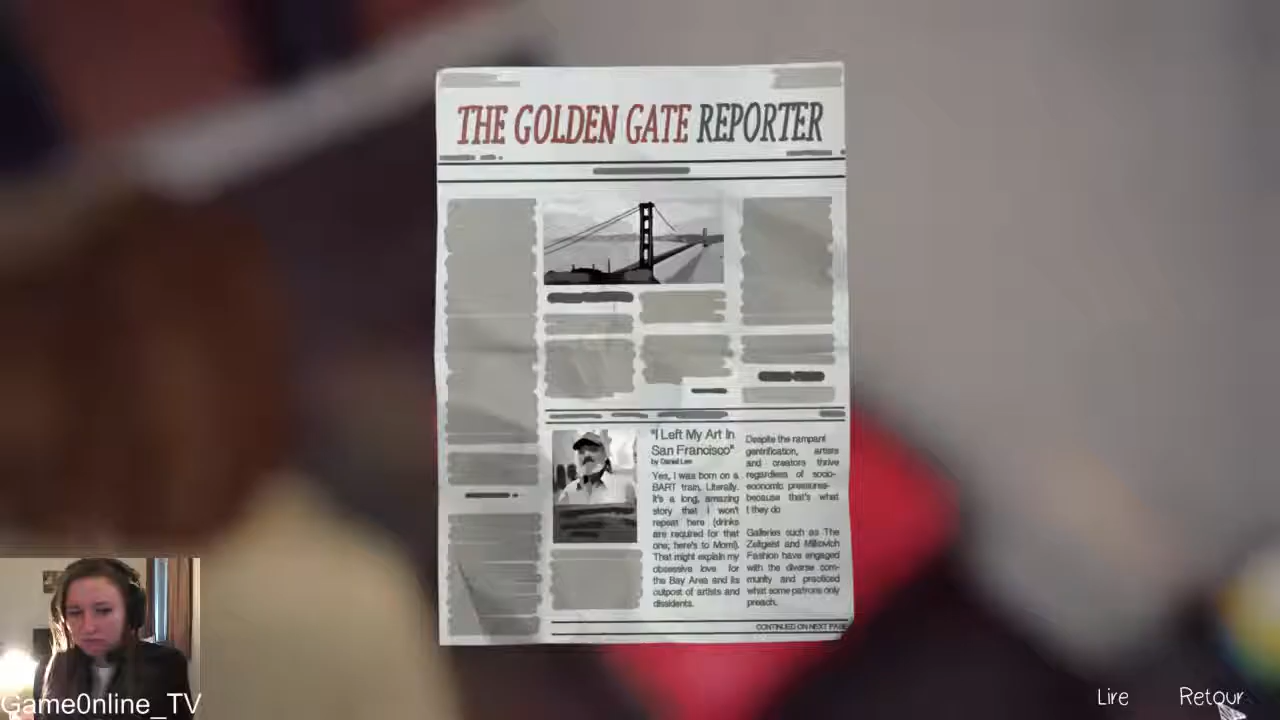 THE GOLDEN GATE REPORTER
"I Left My Art In
San Francisco"
by Daniel Lee
Yes, I was born on a
BART train. Literally.
It's a long, amazing
story that I won't
repeat here (drinks
are required for that
one; here's to Mom!).
That might explain my
obsessive love for
the Bay Area and its
outpost of artists and
dissidents.
Despite the rampant
gentrification, artists
and creators thrive
regardless of socio-
economic pressures-
because that's what
t they do
Galleries such as The
Zeitgeist and Milkovich
Fashion have engaged
with the diverse com-
munity and practiced
what some patrons only
preach.
CONTINUED ON NEXT PAGE
Game0nline_TV
Lire
Retour